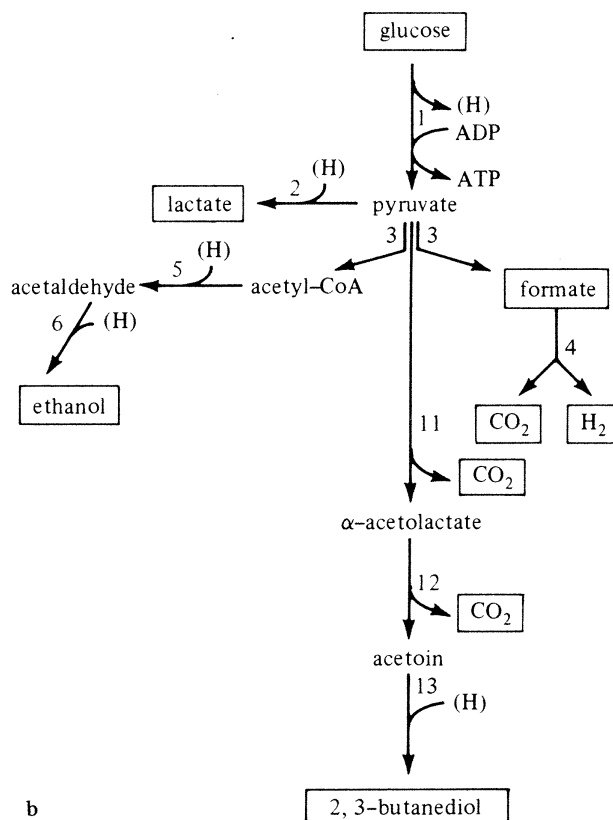 glucose
(H)
1
ADP
ATP
(H)
2
lactate
pyruvate
3 3
(H)
5
acetaldehyde
acetyl-CoA
formate
6 (H)
4
ethanol
CO₂ H₂
11
CO₂
α-acetolactate
12
CO₂
acetoin
13
(H)
b
2, 3-butanediol